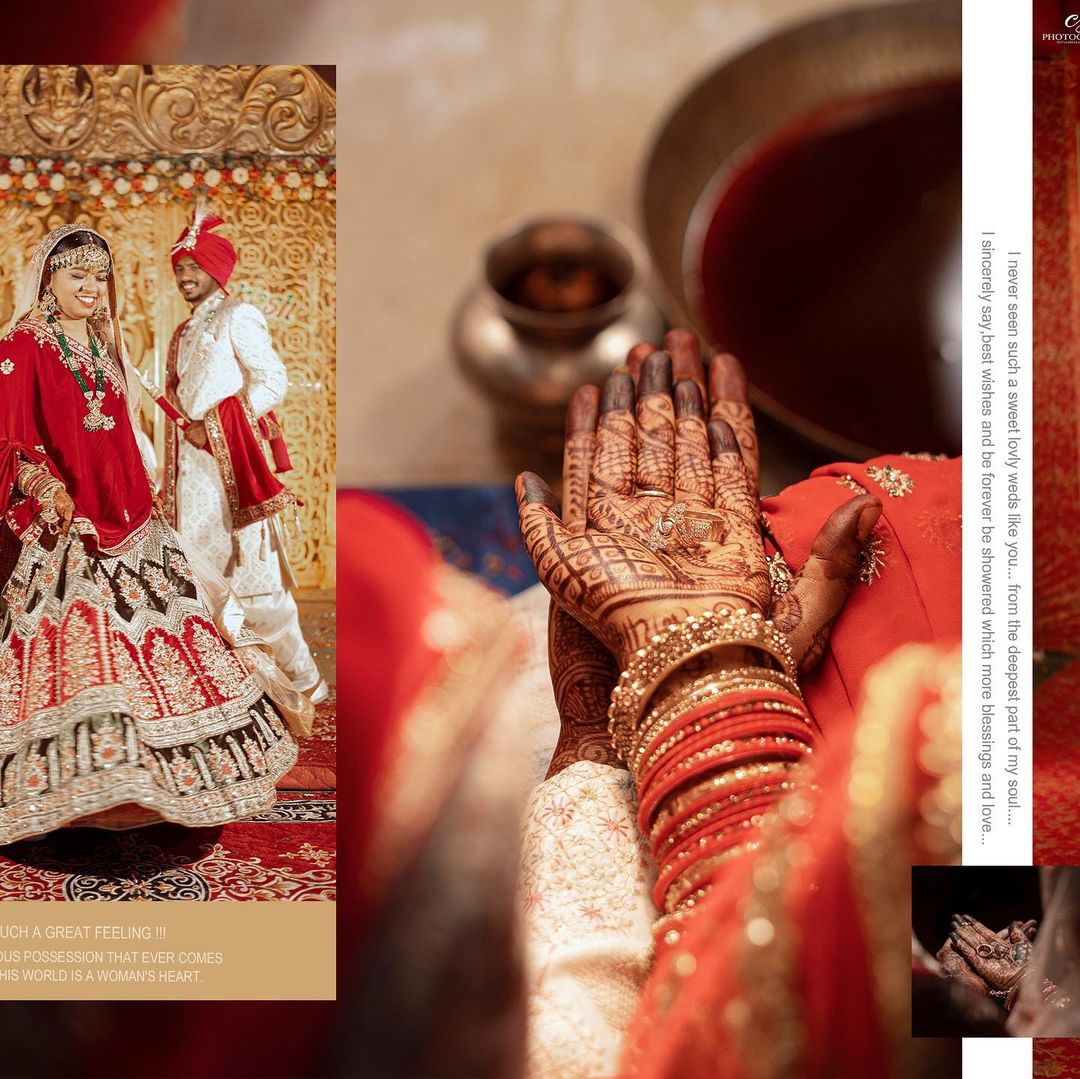 UCH A GREAT FEELING !!!
OUS POSSESSION THAT EVER COMES
HIS WORLD IS A WOMAN'S HEART.
I never seen such a sweet lovly weds like you... from the deepest part of my soul....
I sincerely say,best wishes and be forever be showered which more blessings and love...